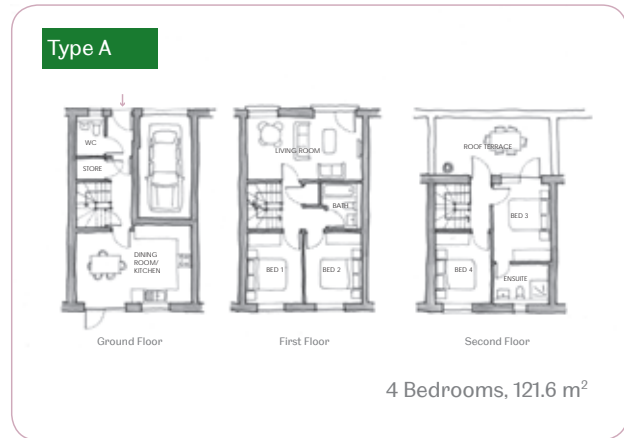 Type A
WC
STORE
DINING
ROOM/
KITCHEN
LIVING ROOM
BATH
BED 1
BED 2
ROOF TERRACE
BED 3
BED 4
ENSUITE
Ground Floor
First Floor
Second Floor
4 Bedrooms, 121.6 m²